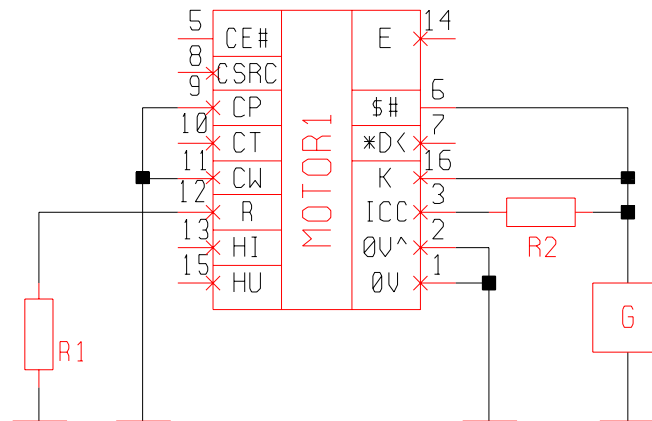 5 CE# E 14
8 CSRC
9 CP $# 6
10 CT *D< 7
11 CW K 16
12 R ICC 3
13 HI 0V^ 2
15 HU 0V 1
MOTOR1
R2
G
R1